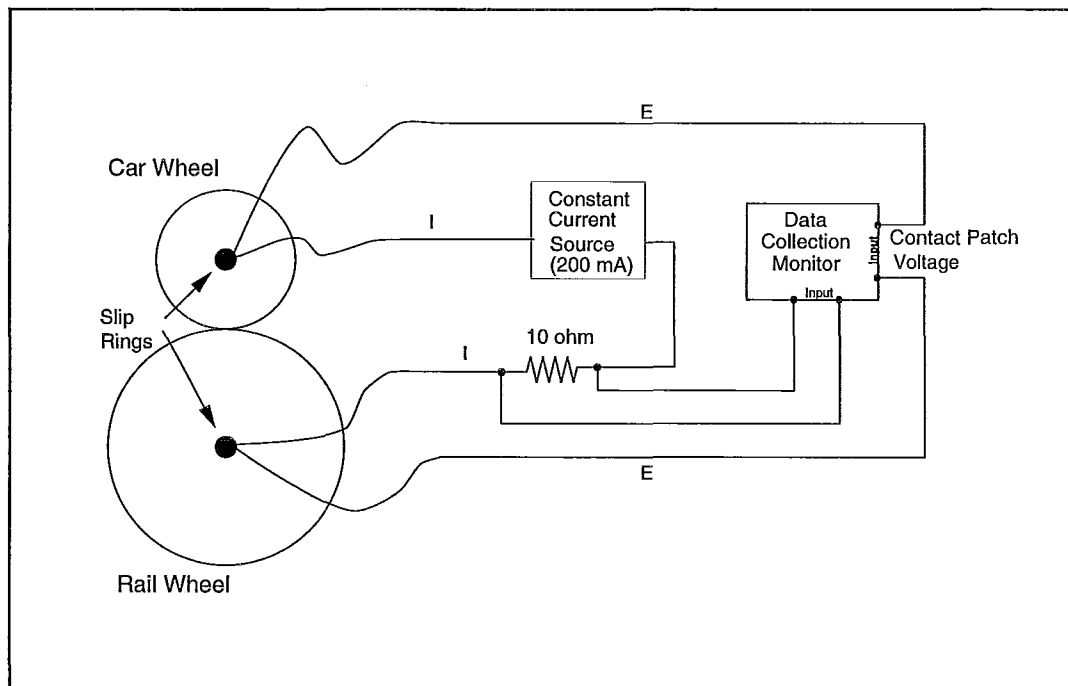 E
Car Wheel
Constant
Current
Source
(200 mA)
I
Data
Collection
Monitor
Input
Input
Contact Patch
Voltage
Slip
Rings
10 ohm
I
E
Rail Wheel